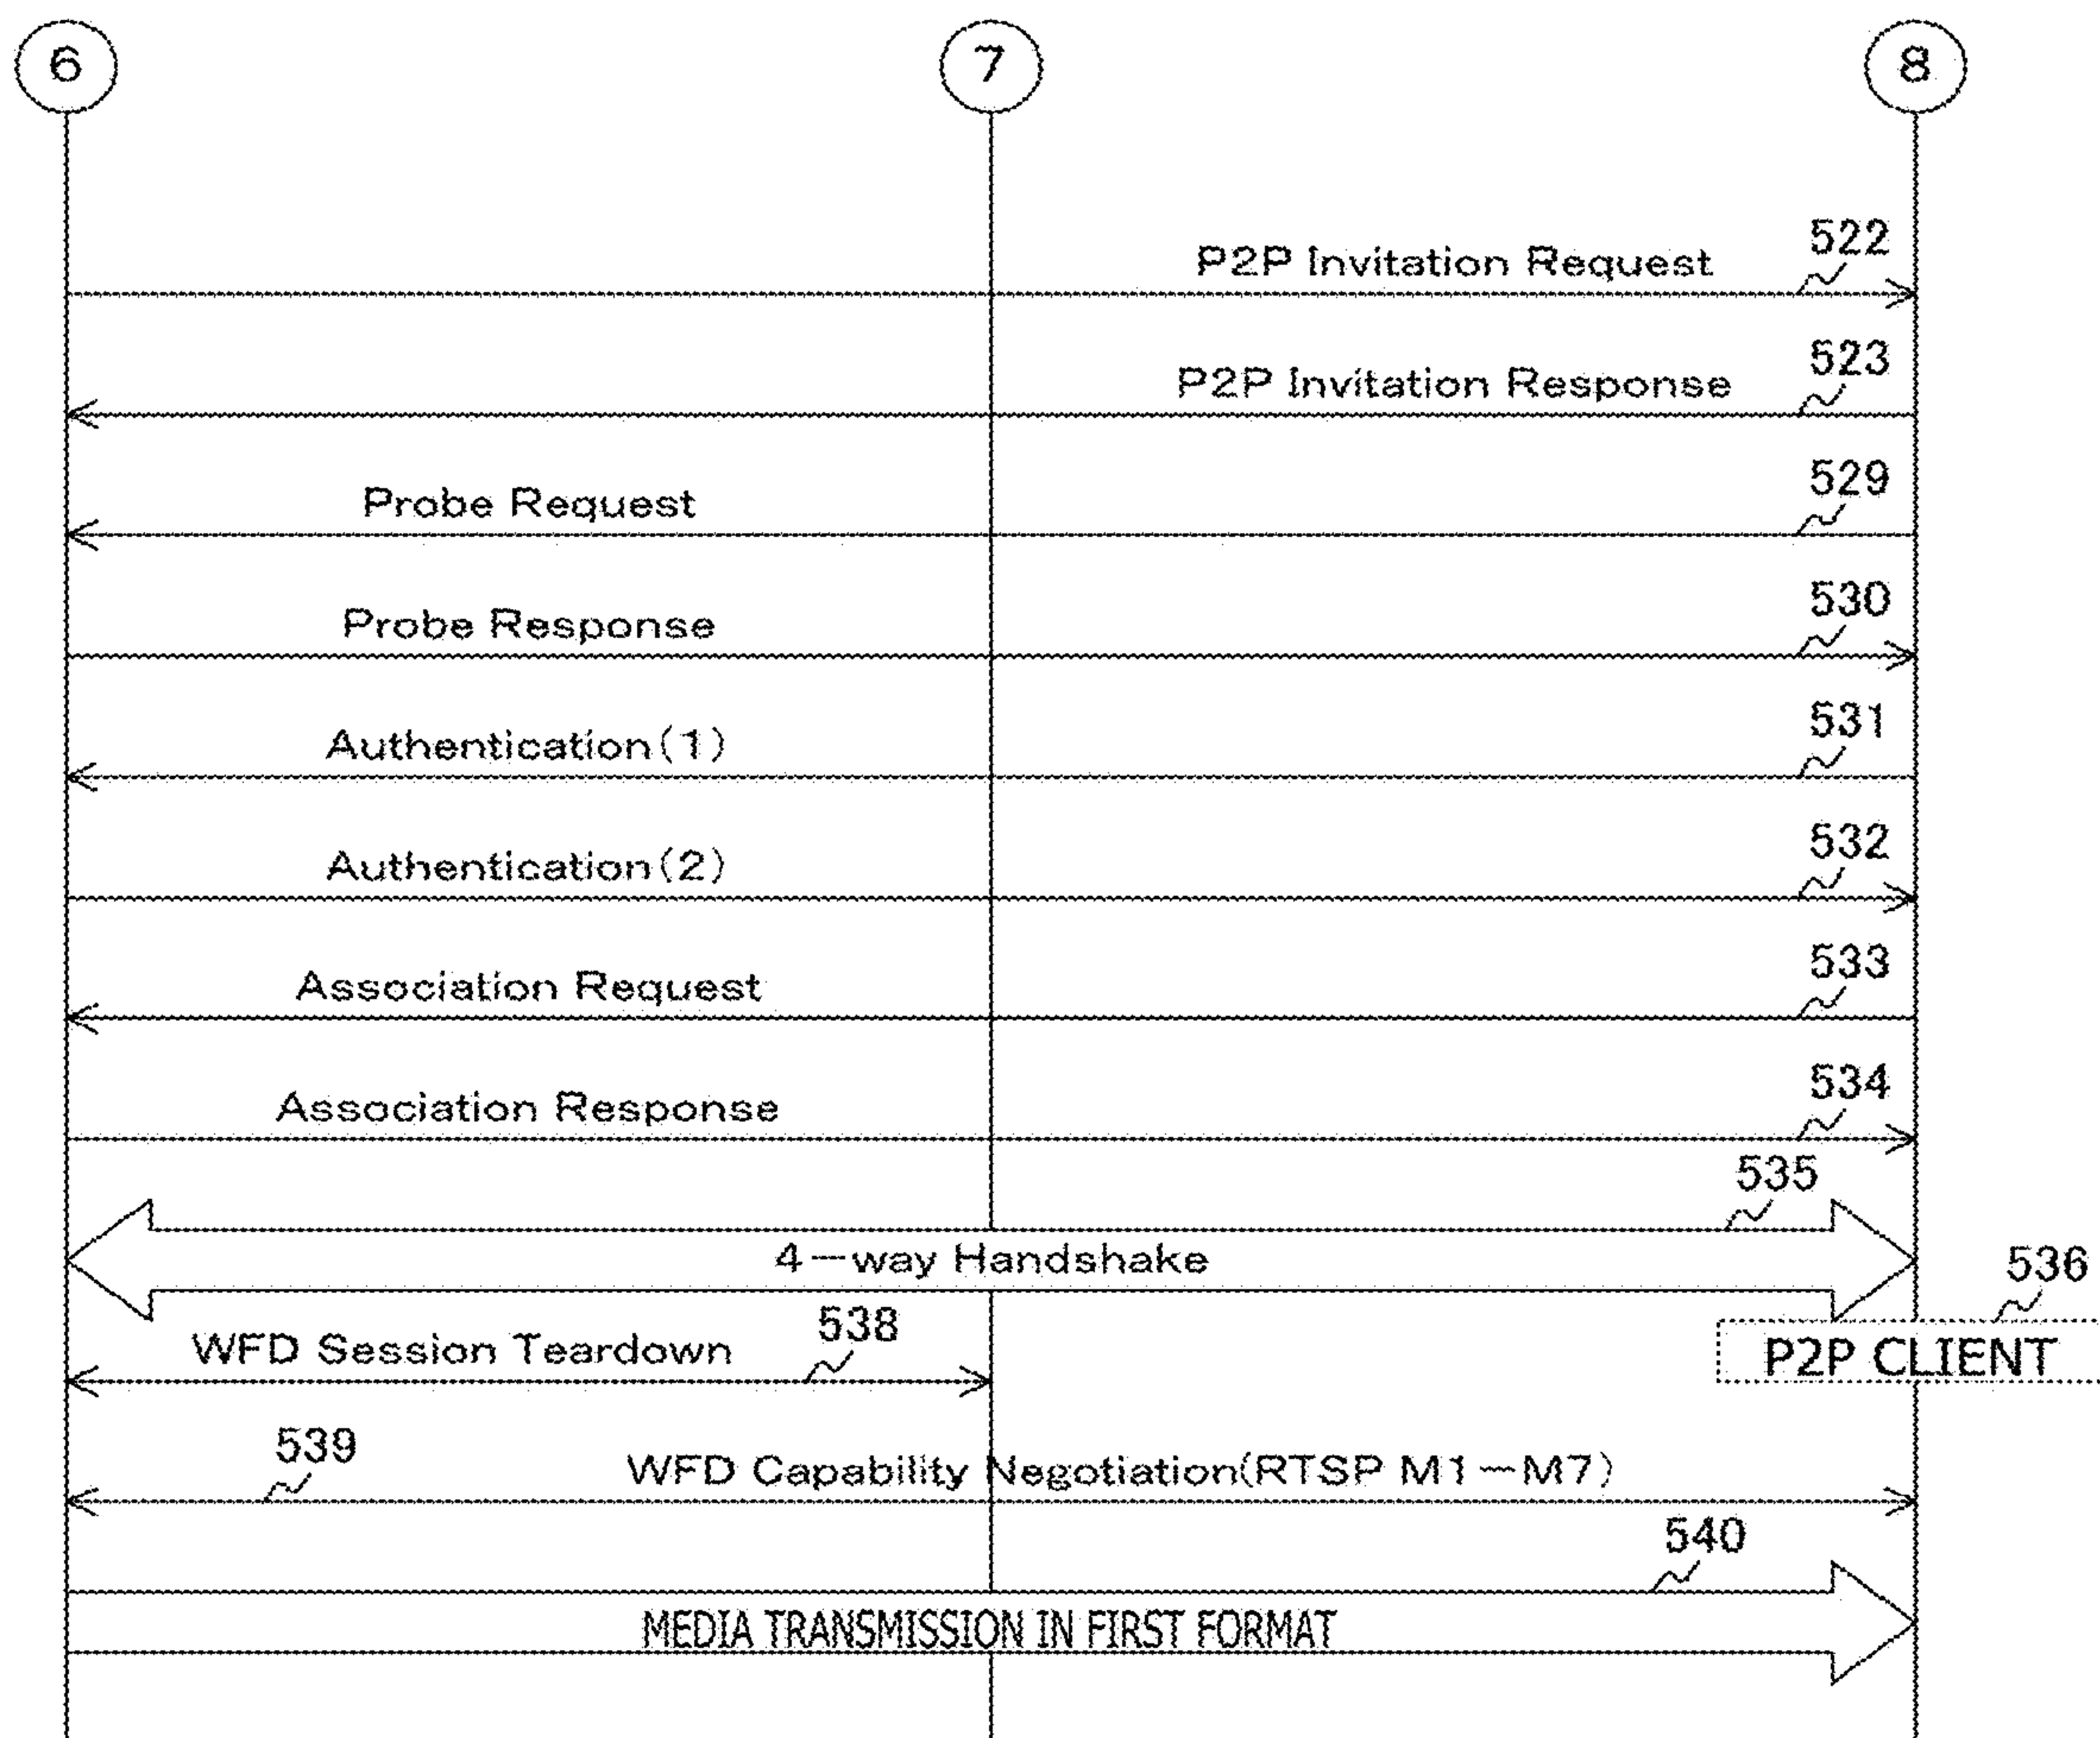 6 7 8
522
P2P Invitation Request
523
P2P Invitation Response
529
Probe Request
530
Probe Response
531
Authentication(1)
532
Authentication(2)
533
Association Request
534
Association Response
535
4-way Handshake
536
P2P CLIENT
538
WFD Session Teardown
539
WFD Capability Negotiation(RTSP M1-M7)
540
MEDIA TRANSMISSION IN FIRST FORMAT